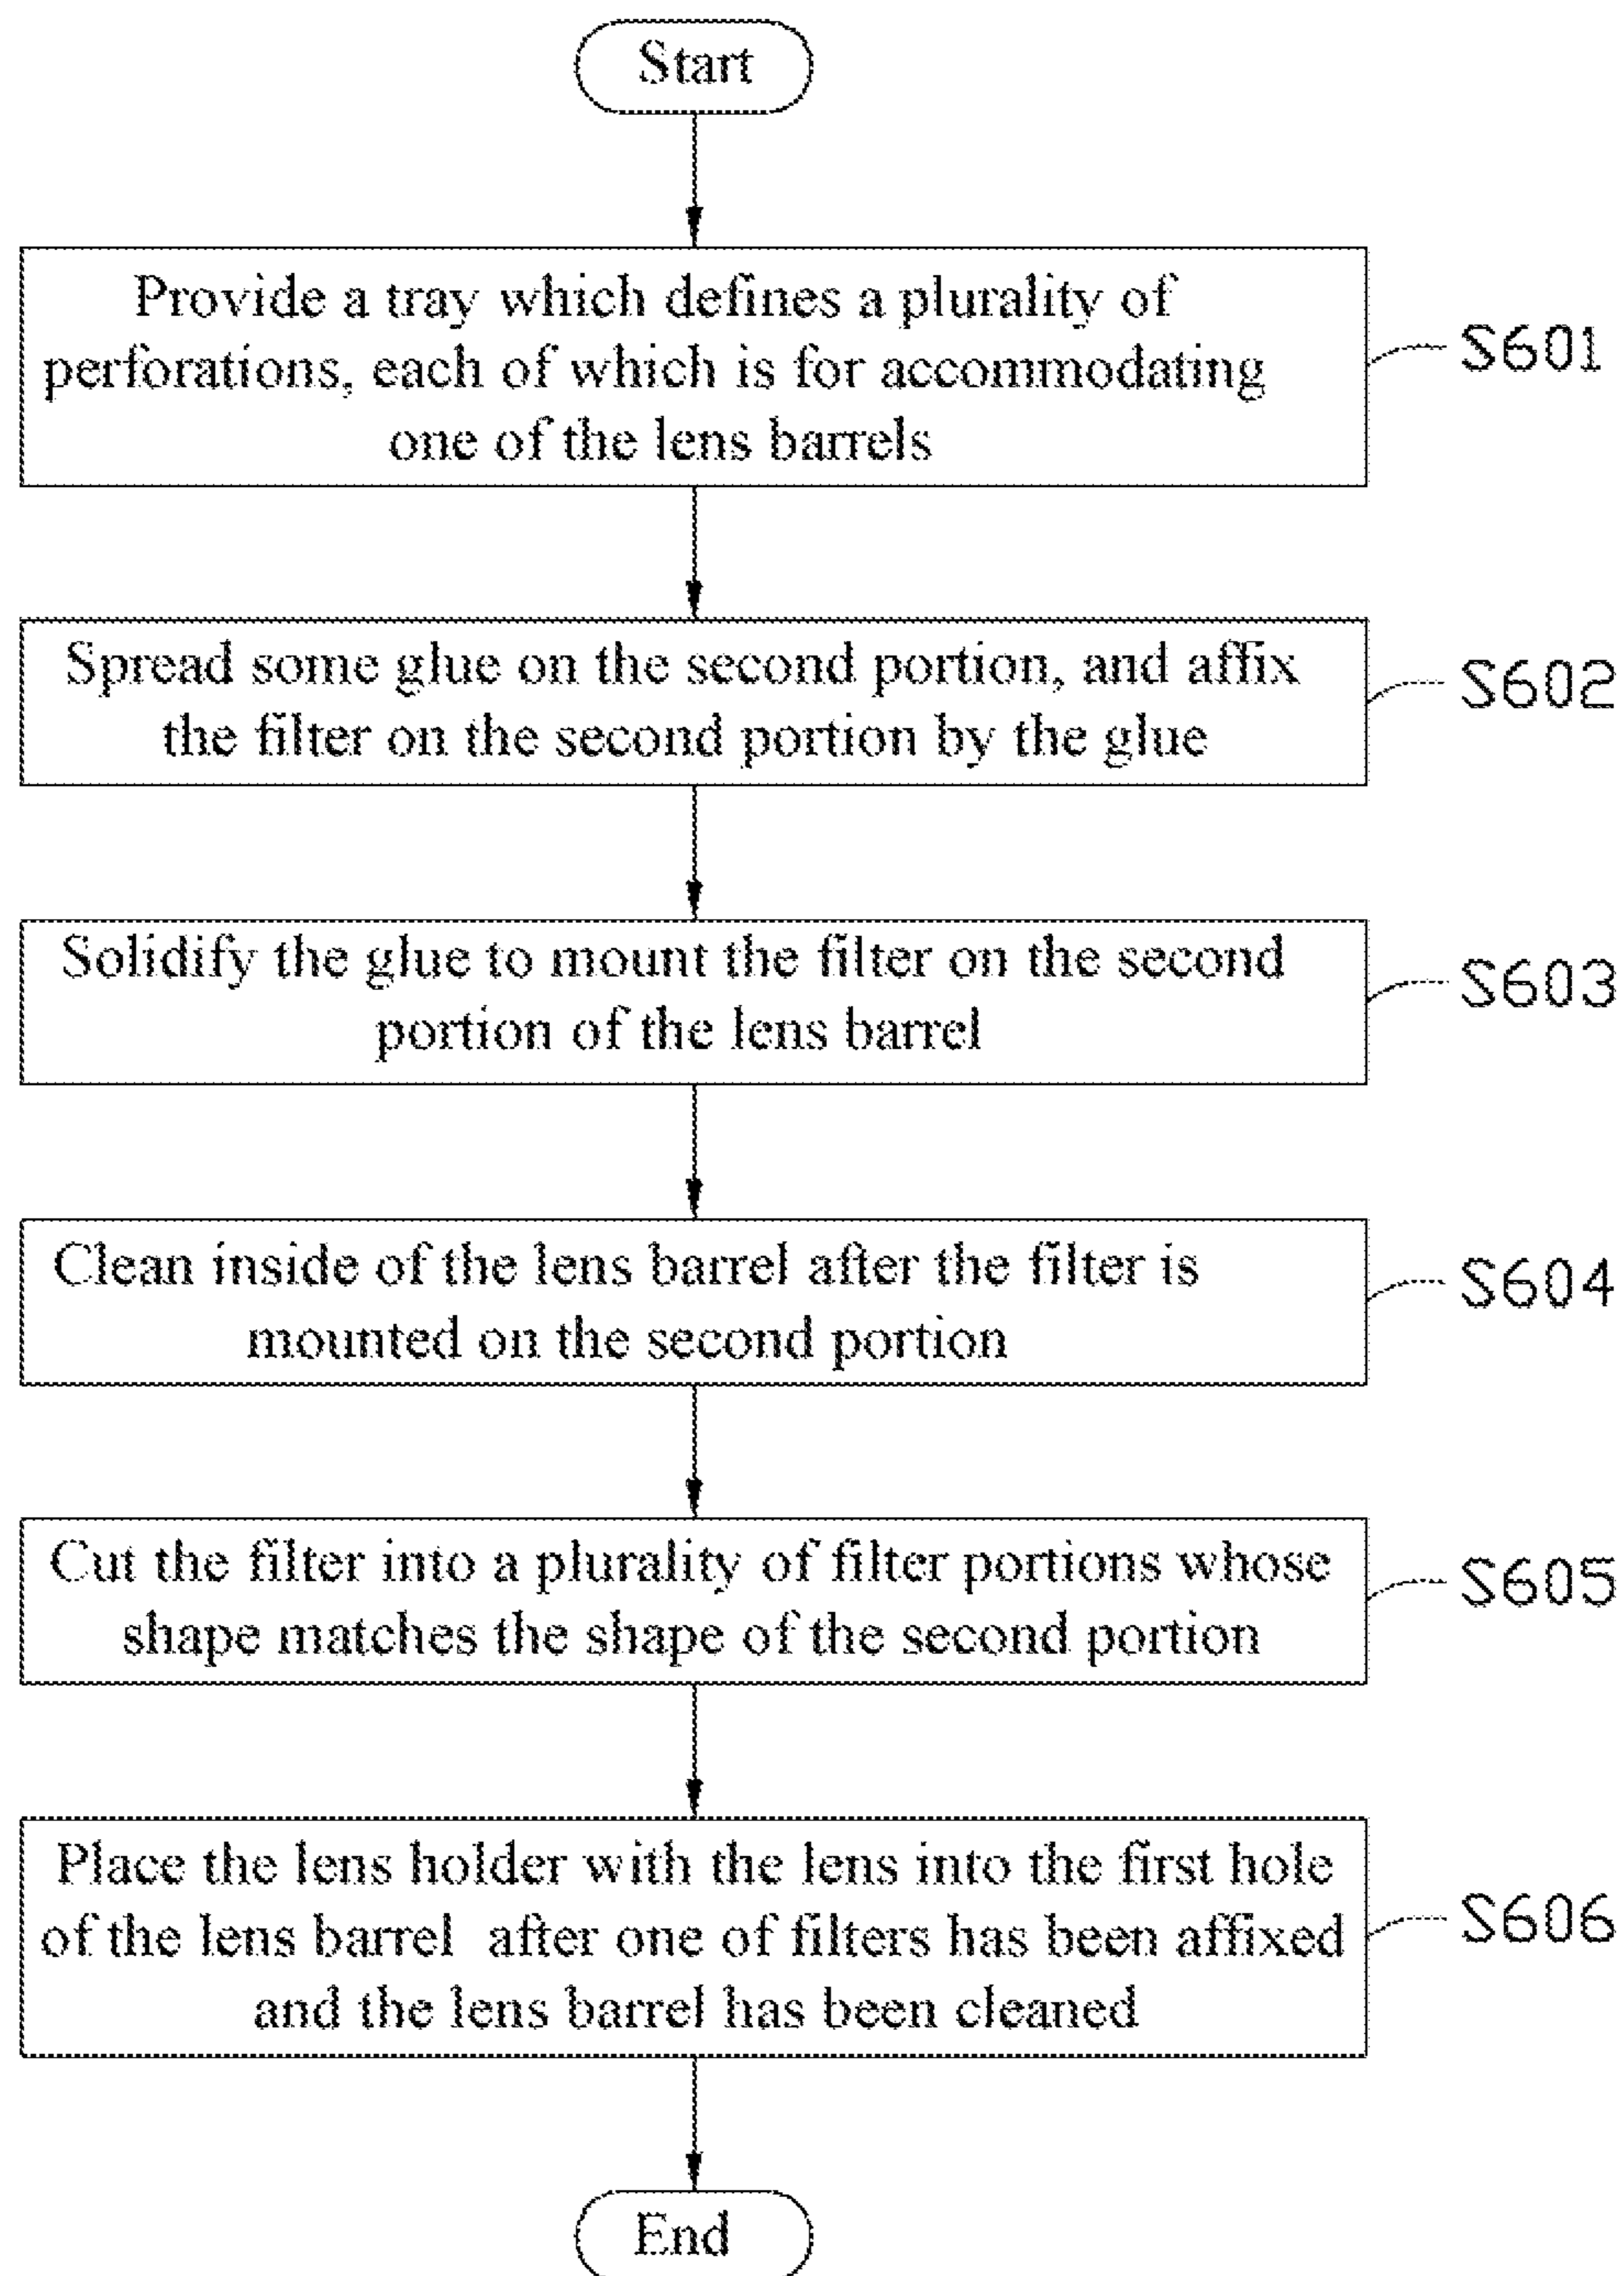 Start
Provide a tray which defines a plurality of
perforations, each of which is for accommodating
one of the lens barrels
S601
Spread some glue on the second portion, and affix
the filter on the second portion by the glue
S602
Solidify the glue to mount the filter on the second
portion of the lens barrel
S603
Clean inside of the lens barrel after the filter is
mounted on the second portion
S604
Cut the filter into a plurality of filter portions whose
shape matches the shape of the second portion
S605
Place the lens holder with the lens into the first hole
of the lens barrel after one of filters has been affixed
and the lens barrel has been cleaned
S606
End